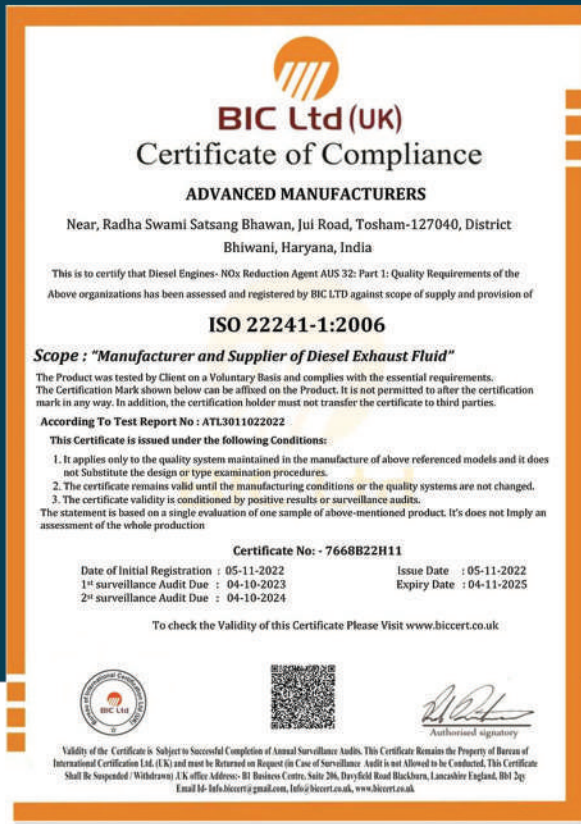 BIC Ltd (UK)
Certificate of Compliance
ADVANCED MANUFACTURERS
Near, Radha Swami Satsang Bhawan, Jui Road, Tosham-127040, District
Bhiwani, Haryana, India
This is to certify that Diesel Engines- NOx Reduction Agent AUS 32: Part 1: Quality Requirements of the
Above organizations has been assessed and registered by BIC LTD against scope of supply and provision of
ISO 22241-1:2006
Scope : "Manufacturer and Supplier of Diesel Exhaust Fluid"
The Product was tested by Client on a Voluntary Basis and complies with the essential requirements.
The Certification Mark shown below can be affixed on the Product. It is not permitted to after the certification
mark in any way. In addition, the certification holder must not transfer the certificate to third parties.
According To Test Report No : ATL3011022022
This Certificate is issued under the following Conditions:
1. It applies only to the quality system maintained in the manufacture of above referenced models and it does
not Substitute the design or type examination procedures.
2. The certificate remains valid until the manufacturing conditions or the quality systems are not changed.
3. The certificate validity is conditioned by positive results or surveillance audits.
The statement is based on a single evaluation of one sample of above-mentioned product. It's does not Imply an
assessment of the whole production
Certificate No: - 7668B22H11
Date of Initial Registration : 05-11-2022 Issue Date : 05-11-2022
1st surveillance Audit Due : 04-10-2023 Expiry Date : 04-11-2025
2st surveillance Audit Due : 04-10-2024
To check the Validity of this Certificate Please Visit www.biccert.co.uk
BIC Ltd
Authorised signatory
Validity of the Certificate is Subject to Successful Completion of Annual Surveillance Audits. This Certificate Remains the Property of Bureau of
International Certification Ltd. (UK) and must be Returned on Request (in Case of Surveillance Audit is not Allowed to be Conducted, This Certificate
Shall Be Suspended / Withdrawn) .UK office Address:- B1 Business Centre, Suite 206, Davyfield Road Blackburn, Lancashire England, Bb1 2qy
Email Id- Info.biccert@gmail.com, Info@biccert.co.uk, www.biccert.co.uk